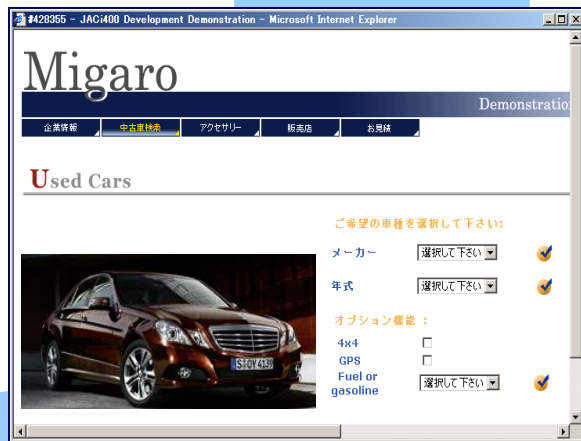 #428355 - JACi400 Development Demonstration - Microsoft Internet Explorer
Migaro
Demonstration
企業情報 中古車検索 アクセサリー 販売店 お見積
Used Cars
ご希望の車種を選択して下さい:
メーカー 選択して下さい
年式 選択して下さい
オプション機能 :
4x4
GPS
Fuel or
gasoline 選択して下さい
S·OY 4139